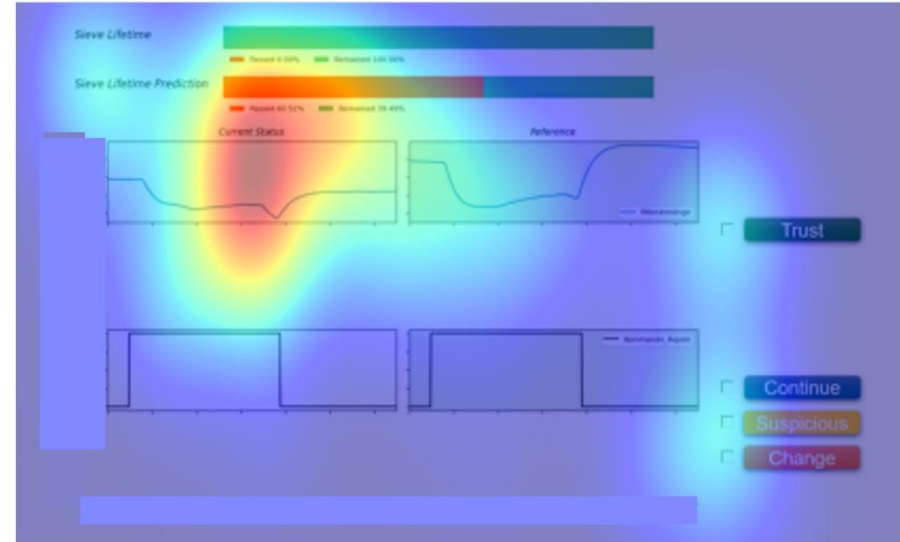 Sieve Lifetime
Passed 0.00% Remained 100.00%
Sieve Lifetime Prediction
Passed 60.51% Remained 39.49%
Current Status
Reference
Trust
Continue
Suspicious
Change